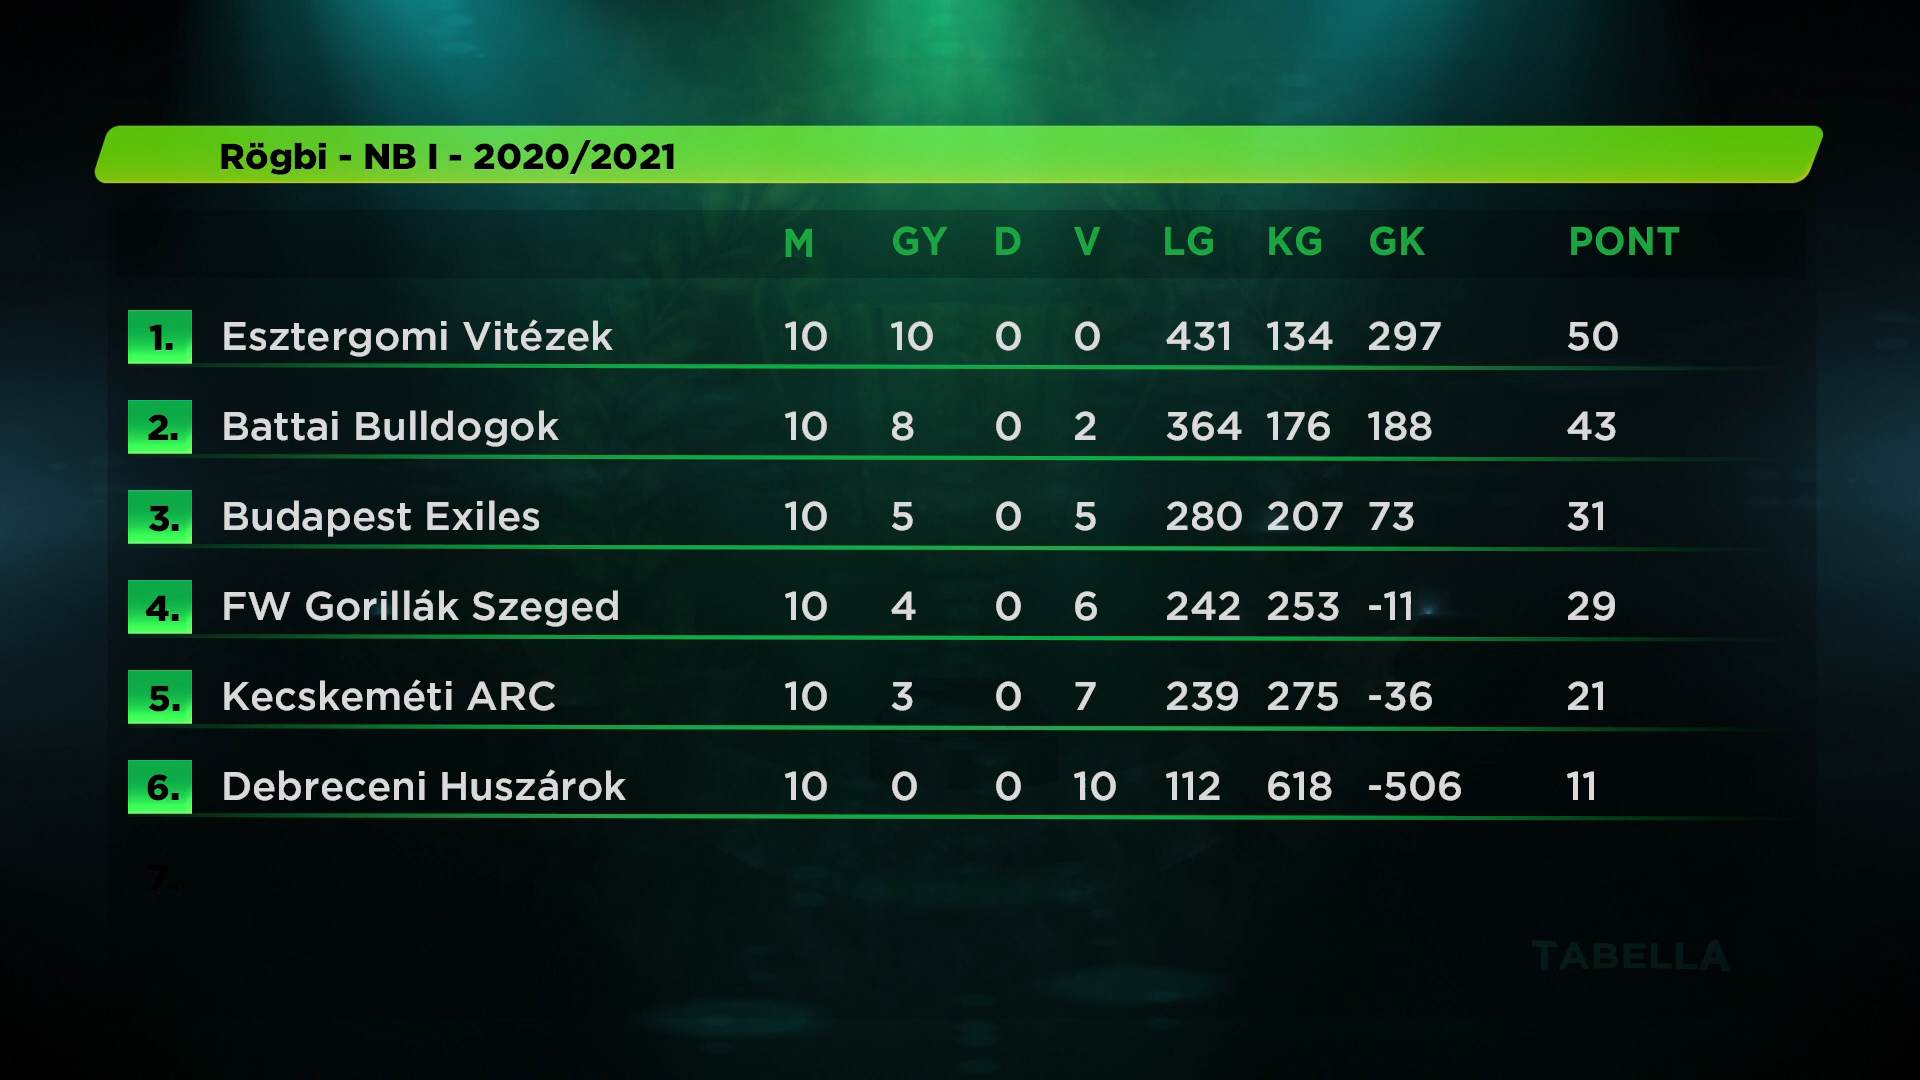 Rögbi - NB I - 2020/2021
M GY D V LG KG GK PONT
1. Esztergomi Vitézek 10 10 0 0 431 134 297 50
2. Battai Bulldogok 10 8 0 2 364 176 188 43
3. Budapest Exiles 10 5 0 5 280 207 73 31
4. FW Gorillák Szeged 10 4 0 6 242 253 -11 29
5. Kecskeméti ARC 10 3 0 7 239 275 -36 21
6. Debreceni Huszárok 10 0 0 10 112 618 -506 11
7.
TABELLA